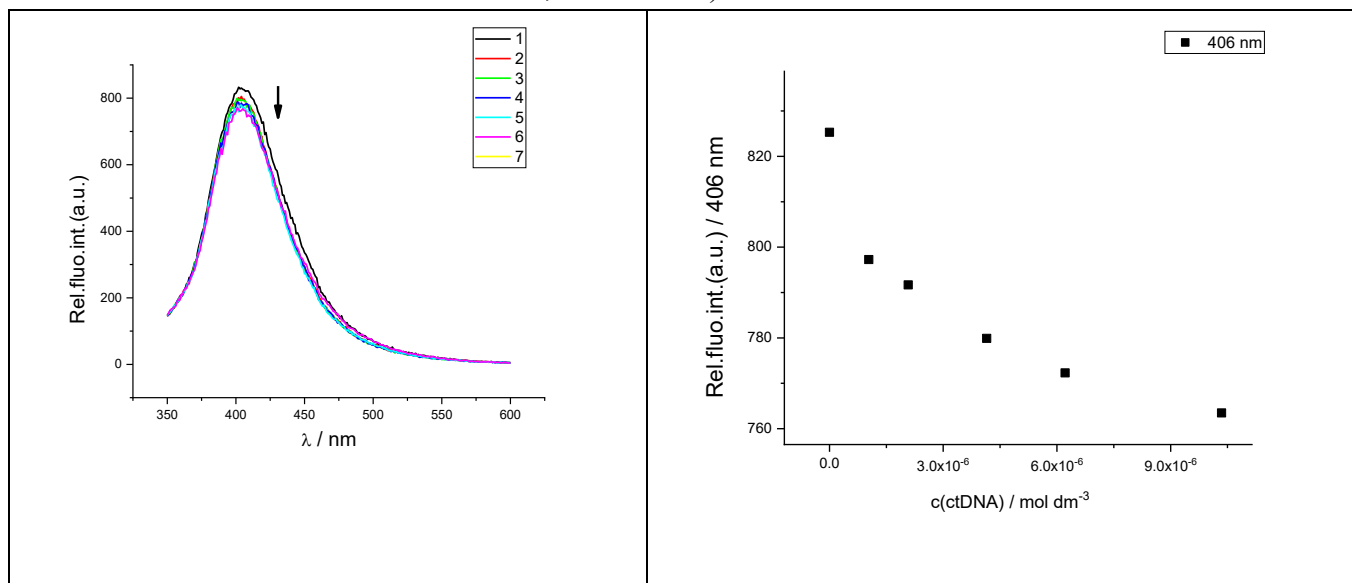 1
2
3
4
5
6
7
800
600
400
200
0
350
400
450
500
550
600
Rel.fluo.int.(a.u.)
λ / nm
406 nm
820
800
780
760
0.0
3.0x10⁻⁶
6.0x10⁻⁶
9.0x10⁻⁶
Rel.fluo.int.(a.u.) / 406 nm
c(ctDNA) / mol dm⁻³